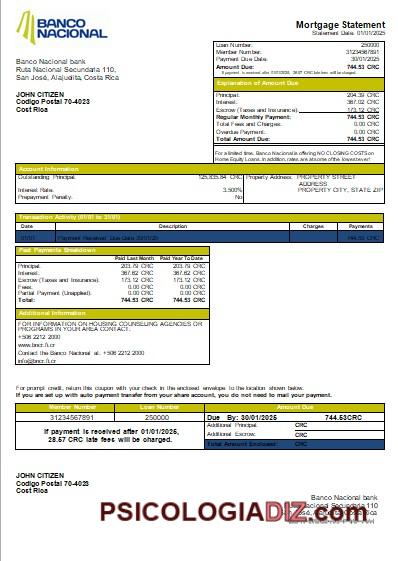 BANCO
NACIONAL
Mortgage Statement
Statement Date: 01/01/2025
Loan Number: 250000
Member Number: 31234567891
Payment Due Date: 30/01/2025
Amount Due: 744.53 CRC
If payment is received after 01/01/2025, 28.57 CRC late fee will be charged.
Banco Nacional bank
Ruta Nacional Secundaria 110,
San José, Alajuelita, Costa Rica
JOHN CITIZEN
Codigo Postal 70-4023
Cost Rica
Explanation of Amount Due
Principal: 204.39 CRC
Interest: 367.02 CRC
Escrow (Taxes and Insurance): 173.12 CRC
Regular Monthly Payment: 744.53 CRC
Total Fees and Charges: 0.00 CRC
Overdue Payment: 0.00 CRC
Total Amount Due: 744.53 CRC
For a limited time, Banco Nacional is offering NO CLOSING COSTS on
Home Equity Loans. In addition, rates are at some of the lowest ever!
Account Information
Outstanding Principal: 125,835.84 CRC
Interest Rate: 3.500%
Prepayment Penalty: No
Property Address: PROPERTY STREET
ADDRESS
PROPERTY CITY, STATE ZIP
Transaction Activity (01/01 to 31/01)
Date Description Charges Payments
01/01 Payment Received Due Date 30/01/25 744.53 CRC
Past Payments Breakdown
Paid Last Month Paid Year To Date
Principal: 203.79 CRC 203.79 CRC
Interest: 367.62 CRC 367.62 CRC
Escrow (Taxes and Insurance): 173.12 CRC 173.12 CRC
Fees: 0.00 CRC 0.00 CRC
Partial Payment (Unapplied): 0.00 CRC 0.00 CRC
Total: 744.53 CRC 744.53 CRC
Additional Information
FOR INFORMATION ON HOUSING COUNSELING AGENCIES OR
PROGRAMS IN YOUR AREA CONTACT:
+506 2212 2000
www.bncr.fi.cr
Contact the Banco Nacional at: +506 2212 2000
info@bncr.fi.cr
For prompt credit, return this coupon with your check in the enclosed envelope to the location shown below.
If you are set up with auto payment transfer from your share account, you do not need to mail your payment.
Member Number Loan Number Amount Due
31234567891 250000 Due By: 30/01/2025 744.53CRC
If payment is received after 01/01/2025,
28.57 CRC late fees will be charged.
Additional Principal: CRC
Additional Escrow: CRC
Total Amount Enclosed: CRC
JOHN CITIZEN
Codigo Postal 70-4023
Cost Rica
Banco Nacional bank
Nacional Secundaria 110
PSICOLOGIADIZ.com